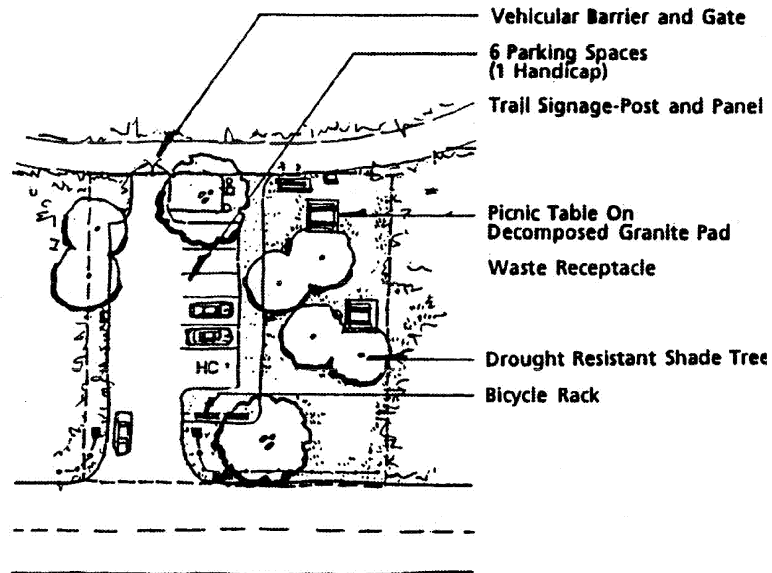 Vehicular Barrier and Gate
6 Parking Spaces
(1 Handicap)
Trail Signage-Post and Panel
Picnic Table On
Decomposed Granite Pad
Waste Receptacle
HC
Drought Resistant Shade Tree
Bicycle Rack